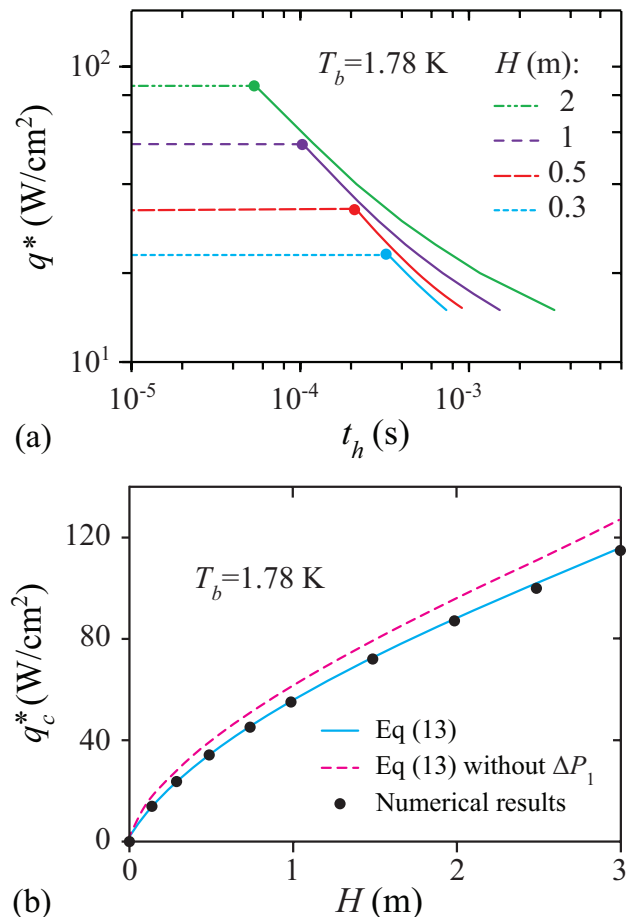 10²
T_b=1.78 K
H (m):
2
1
0.5
0.3
q* (W/cm²)
10¹
10⁻⁵
10⁻⁴
10⁻³
(a)
t_h (s)
120
T_b=1.78 K
80
q_c* (W/cm²)
40
Eq (13)
Eq (13) without ΔP₁
Numerical results
0
0
1
2
3
(b)
H (m)